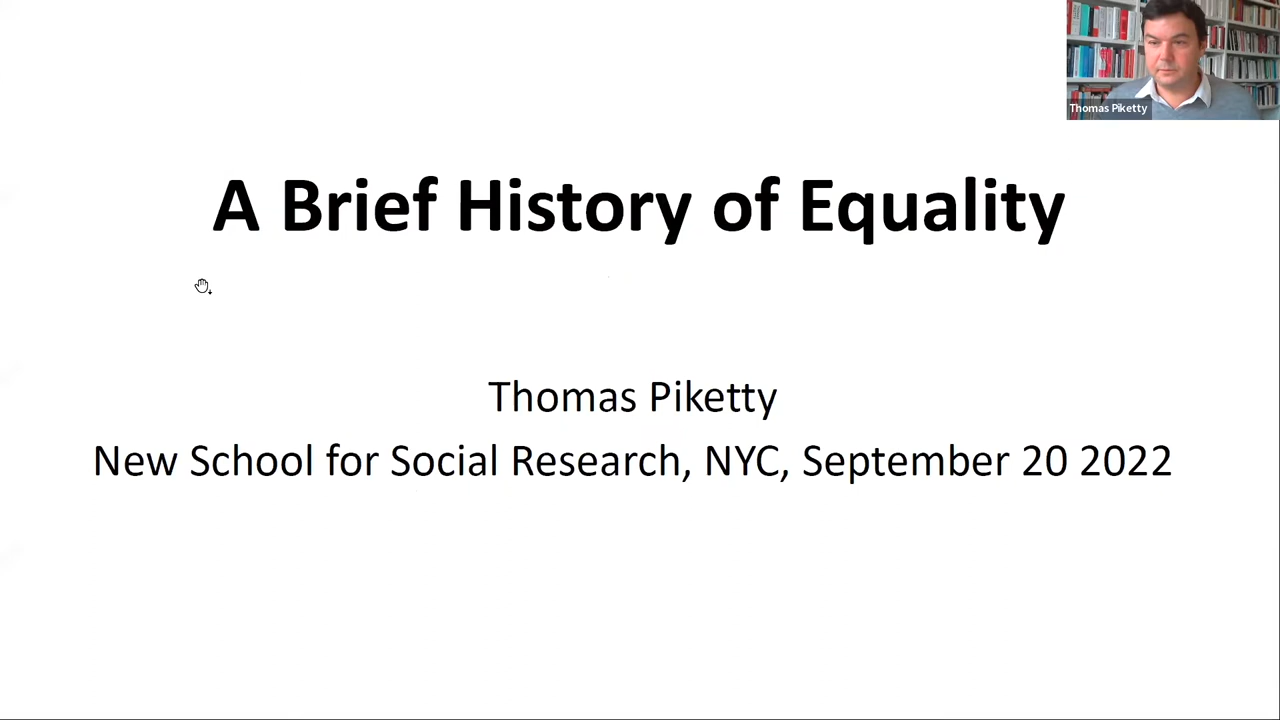 Thomas Piketty
A Brief History of Equality
Thomas Piketty
New School for Social Research, NYC, September 20 2022